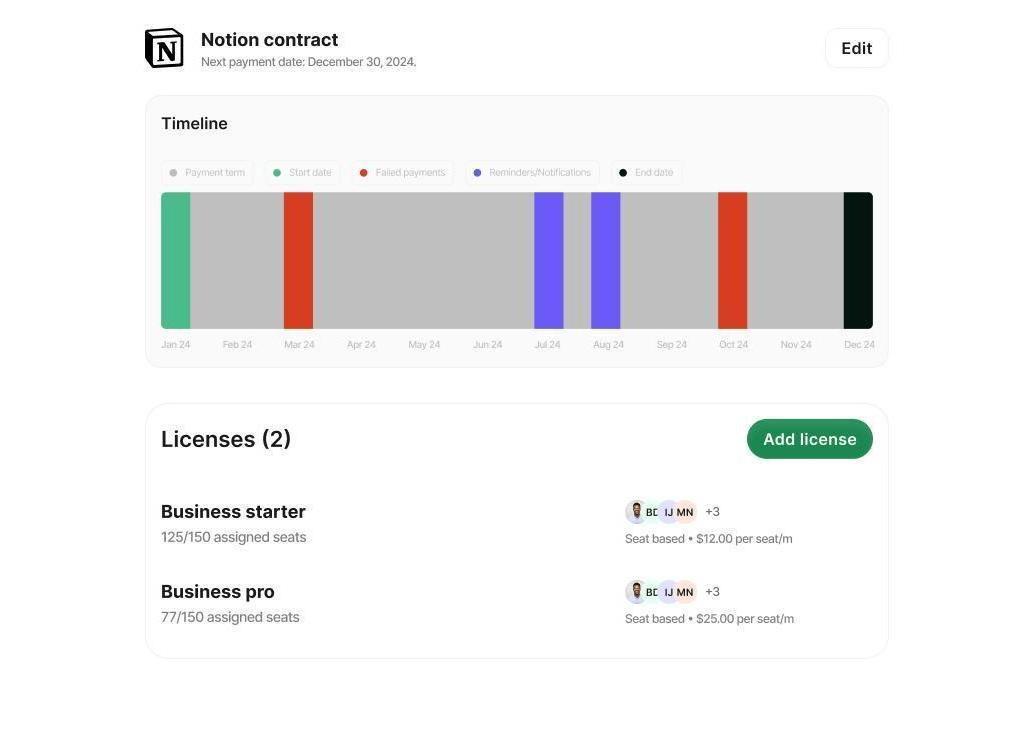 N
Notion contract
Next payment date: December 30, 2024.
Edit
Timeline
Payment term Start date Failed payments Reminders/Notifications End date
Jan 24 Feb 24 Mar 24 Apr 24 May 24 Jun 24 Jul 24 Aug 24 Sep 24 Oct 24 Nov 24 Dec 24
Licenses (2)
Add license
Business starter
BD IJ MN +3
125/150 assigned seats
Seat based • $12.00 per seat/m
Business pro
BD IJ MN +3
77/150 assigned seats
Seat based • $25.00 per seat/m